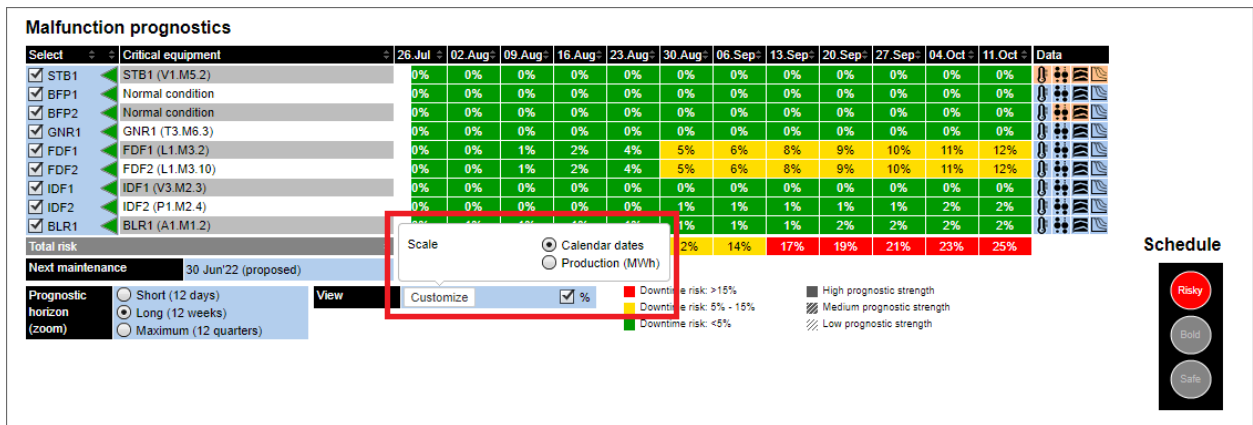 Malfunction prognostics
Select Critical equipment 26.Jul 02.Aug 09.Aug 16.Aug 23.Aug 30.Aug 06.Sep 13.Sep 20.Sep 27.Sep 04.Oct 11.Oct Data
STB1 STB1 (V1.M5.2) 0% 0% 0% 0% 0% 0% 0% 0% 0% 0% 0% 0%
BFP1 Normal condition 0% 0% 0% 0% 0% 0% 0% 0% 0% 0% 0% 0%
BFP2 Normal condition 0% 0% 0% 0% 0% 0% 0% 0% 0% 0% 0% 0%
GNR1 GNR1 (T3.M6.3) 0% 0% 0% 0% 0% 0% 0% 0% 0% 0% 0% 0%
FDF1 FDF1 (L1.M3.2) 0% 0% 1% 2% 4% 5% 6% 8% 9% 10% 11% 12%
FDF2 FDF2 (L1.M3.10) 0% 0% 1% 2% 4% 5% 6% 8% 9% 10% 11% 12%
IDF1 IDF1 (V3.M2.3) 0% 0% 0% 0% 0% 0% 0% 0% 0% 0% 0% 0%
IDF2 IDF2 (P1.M2.4) 0% 0% 0% 0% 0% 1% 1% 1% 1% 1% 2% 2%
BLR1 BLR1 (A1.M1.2) 1% 1% 1% 2% 2% 2% 2%
Total risk 2% 14% 17% 19% 21% 23% 25%
Scale Calendar dates
Production (MWh)
Next maintenance 30 Jun'22 (proposed)
Prognostic horizon (zoom)
Short (12 days)
Long (12 weeks)
Maximum (12 quarters)
View Customize %
Downtime risk: >15%
Downtime risk: 5% - 15%
Downtime risk: <5%
High prognostic strength
Medium prognostic strength
Low prognostic strength
Schedule
Risky
Bold
Safe